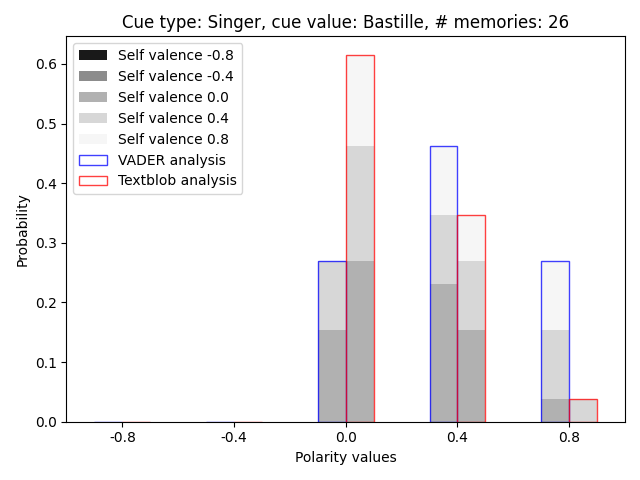 Cue type: Singer, cue value: Bastille, # memories: 26
Self valence -0.8
Self valence -0.4
Self valence 0.0
Self valence 0.4
Self valence 0.8
VADER analysis
Textblob analysis
Probability
0.6
0.5
0.4
0.3
0.2
0.1
0.0
-0.8 -0.4 0.0 0.4 0.8
Polarity values